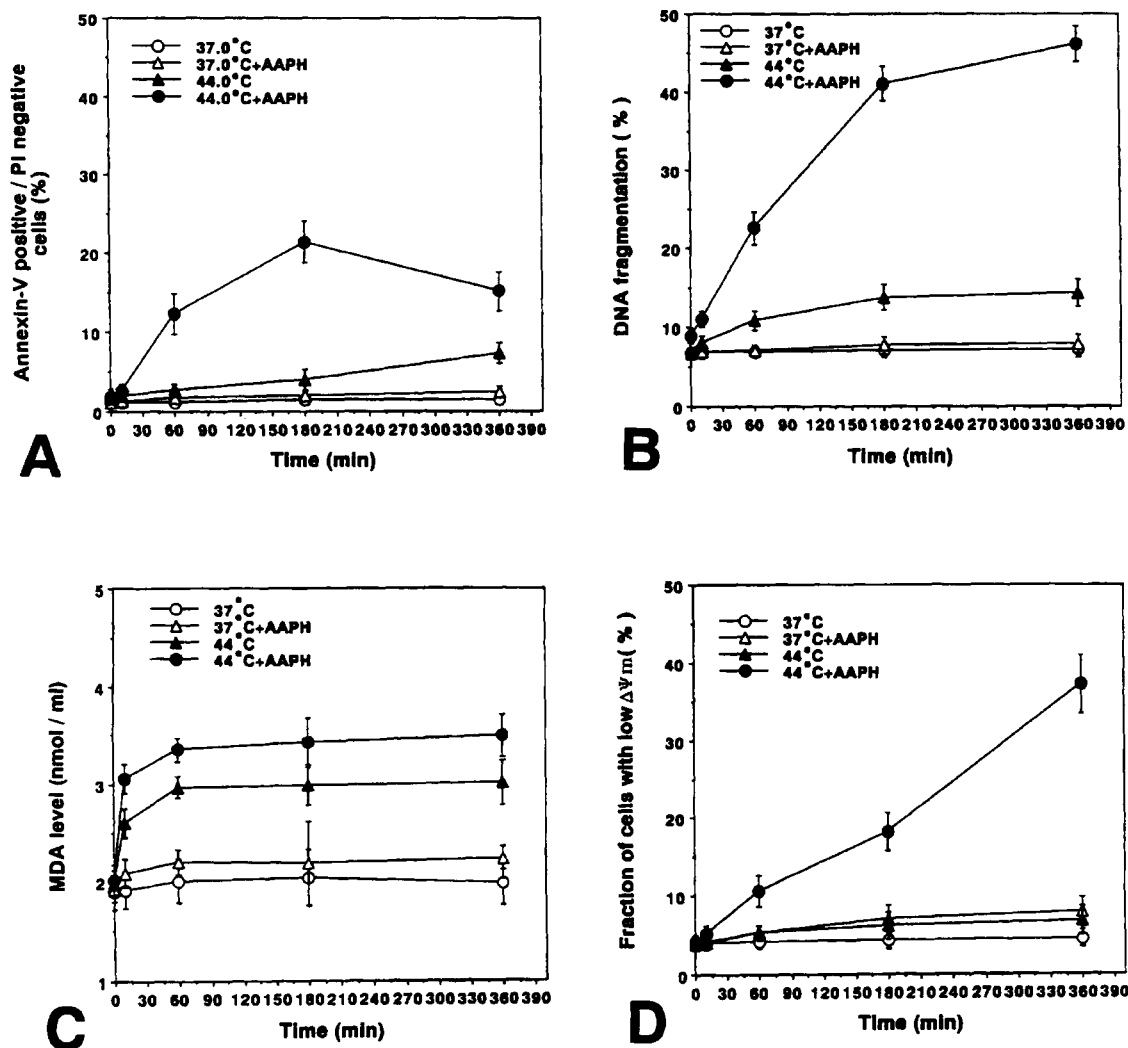 37.0°C
37.0°C+AAPH
44.0°C
44.0°C+AAPH
50
40
30
20
10
0
0 30 60 90 120 150 180 210 240 270 300 330 360 390
Annexin-V positive / PI negative
cells (%)
Time (min)
A
37°C
37°C+AAPH
44°C
44°C+AAPH
50
40
30
20
10
0
0 30 60 90 120 150 180 210 240 270 300 330 360 390
DNA fragmentation ( % )
Time (min)
B
37°C
37°C+AAPH
44°C
44°C+AAPH
5
4
3
2
1
0 30 60 90 120 150 180 210 240 270 300 330 360 390
MDA level (nmol / ml)
Time (min)
C
37°C
37°C+AAPH
44°C
44°C+AAPH
50
40
30
20
10
0
0 30 60 90 120 150 180 210 240 270 300 330 360 390
Fraction of cells with low ΔΨm ( % )
Time (min)
D